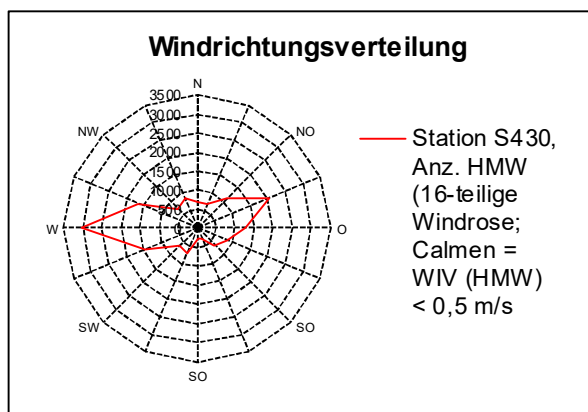 Windrichtungsverteilung
N
3500
3000
2500
2000
1500
1000
500
0
NW
NO
W
O
SW
SO
SO
Station S430,
Anz. HMW
(16-teilige
Windrose;
Calmen =
WIV (HMW)
< 0,5 m/s